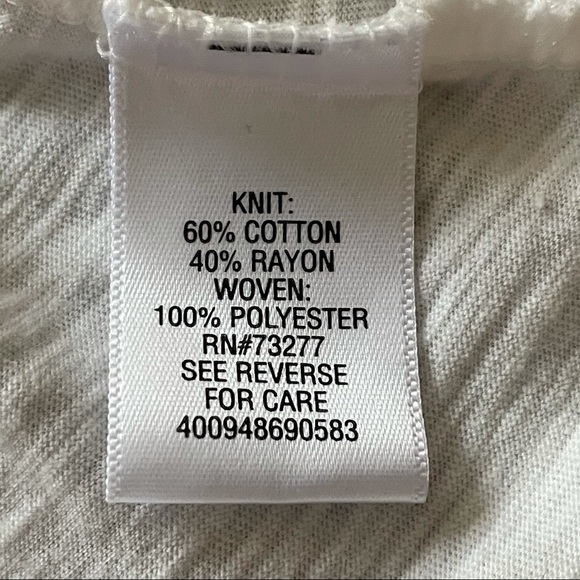 KNIT:
60% COTTON
40% RAYON
WOVEN:
100% POLYESTER
RN#73277
SEE REVERSE
FOR CARE
400948690583